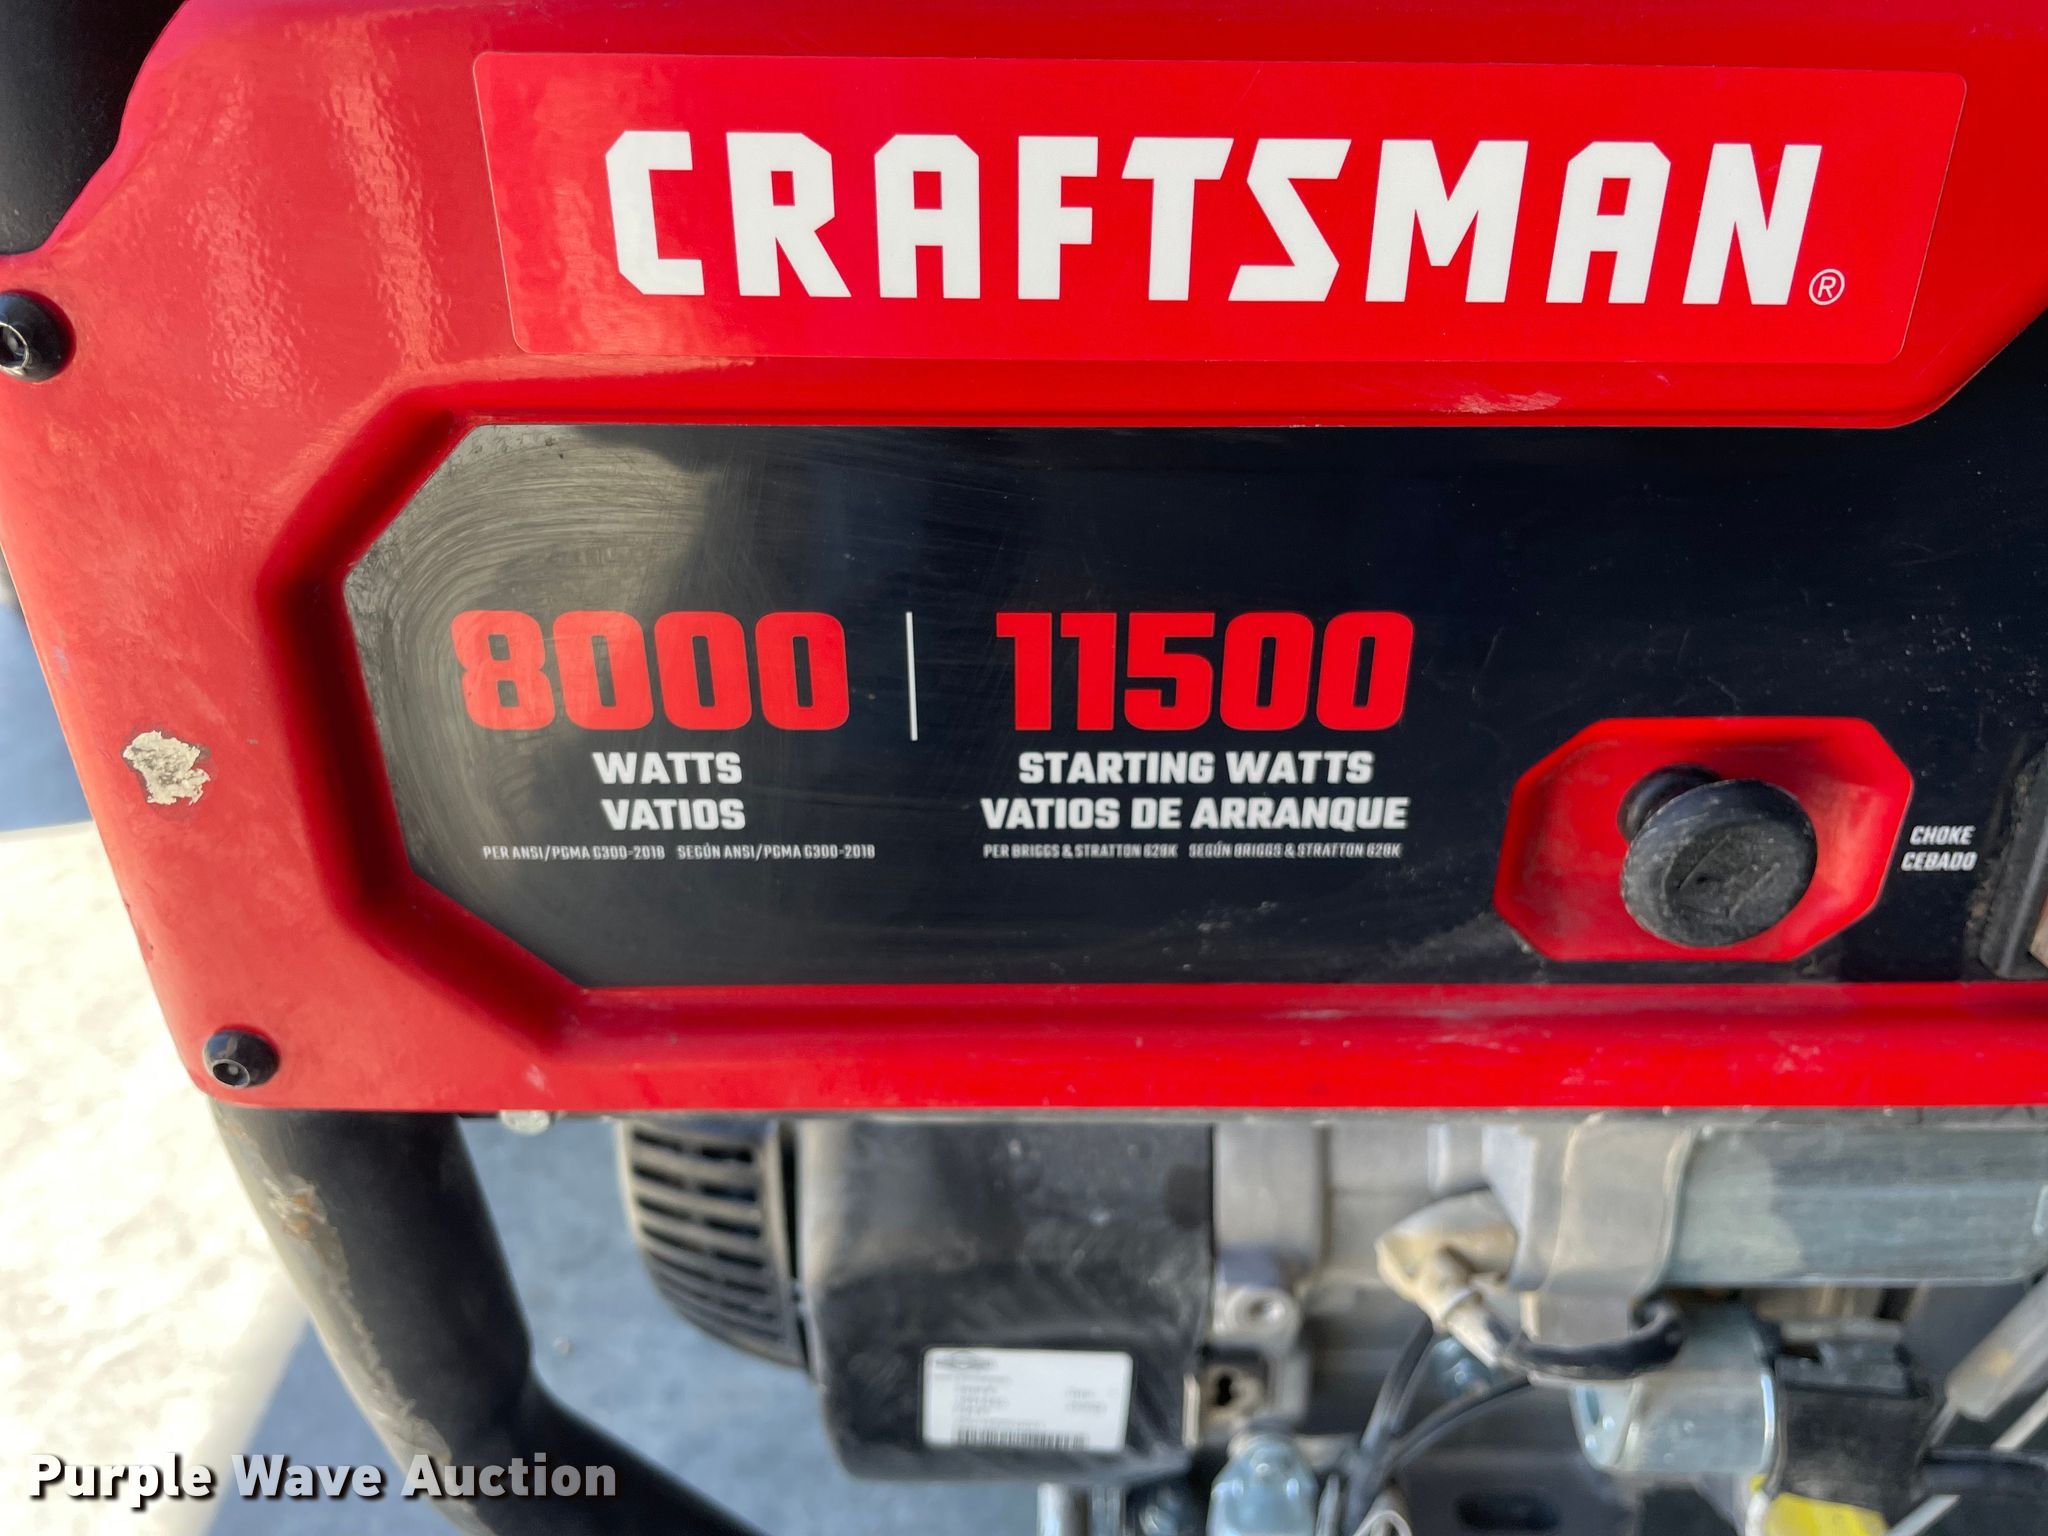 CRAFTSMAN®
8000 | 11500
WATTS
VATIOS
PER ANSI/PGMA G300-2018 SEGÚN ANSI/PGMA G300-2018
STARTING WATTS
VATIOS DE ARRANQUE
PER BRIGGS & STRATTON 628K SEGÚN BRIGGS & STRATTON 628K
CHOKE
CEBADO
Purple Wave Auction